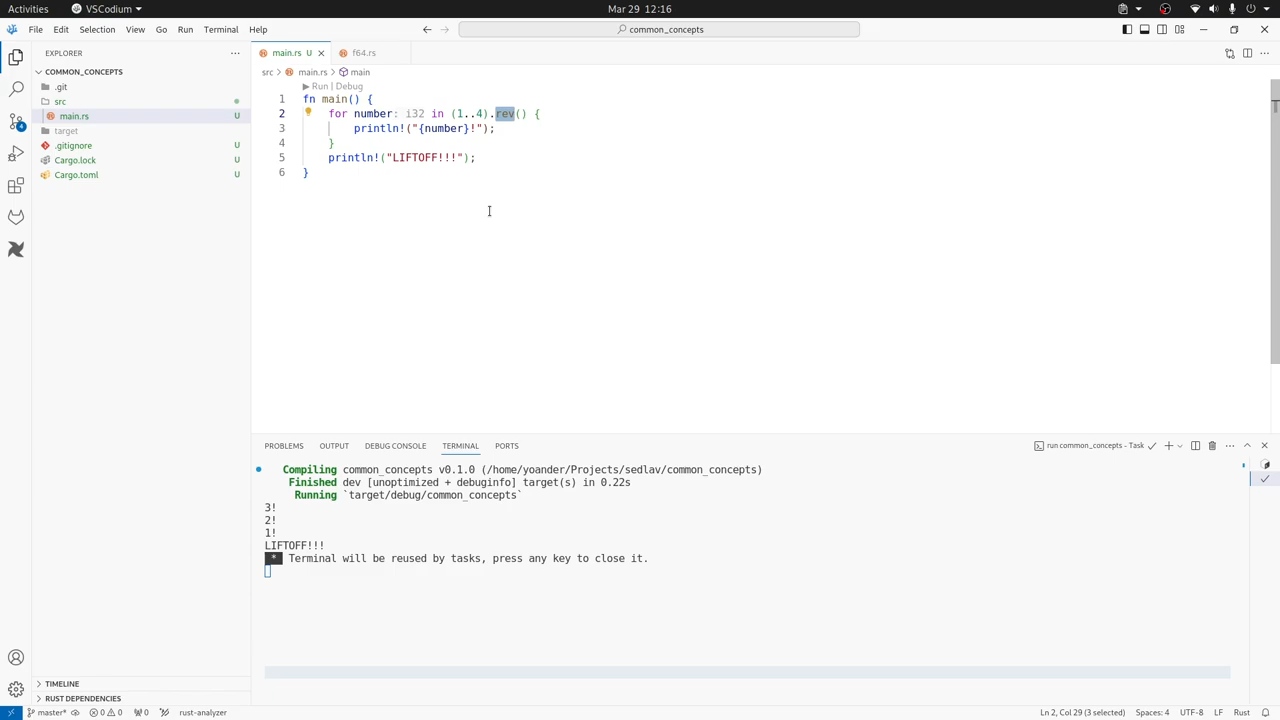 Activities
VSCodium
Mar 29 12:16
File Edit Selection View Go Run Terminal Help
common_concepts
EXPLORER
COMMON_CONCEPTS
.git
src
main.rs U
target
.gitignore U
Cargo.lock U
Cargo.toml U
TIMELINE
RUST DEPENDENCIES
4
main.rs U
f64.rs
src > main.rs > main
Run | Debug
1 fn main() {
2 for number: i32 in (1..4).rev() {
3 println!("{number}!");
4 }
5 println!("LIFTOFF!!!");
6 }
PROBLEMS OUTPUT DEBUG CONSOLE TERMINAL PORTS
run common_concepts - Task
Compiling common_concepts v0.1.0 (/home/yoander/Projects/sedlav/common_concepts)
Finished dev [unoptimized + debuginfo] target(s) in 0.22s
Running `target/debug/common_concepts`
3!
2!
1!
LIFTOFF!!!
* Terminal will be reused by tasks, press any key to close it.
master* 0 0 0 rust-analyzer
Ln 2, Col 29 (3 selected) Spaces: 4 UTF-8 LF Rust